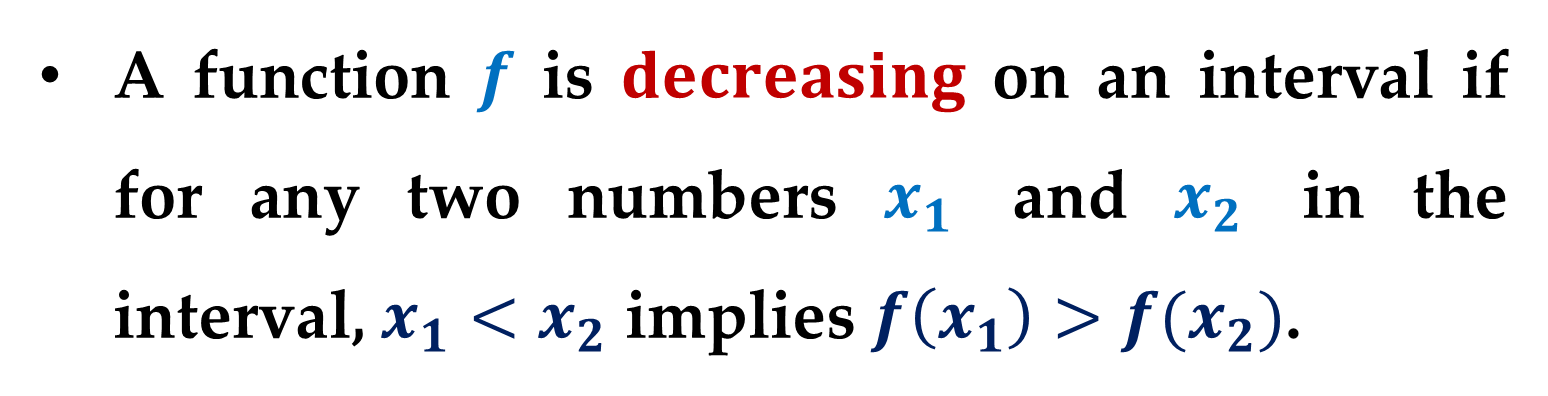 • A function f is decreasing on an interval if
for any two numbers x₁ and x₂ in the
interval, x₁ < x₂ implies f(x₁) > f(x₂).